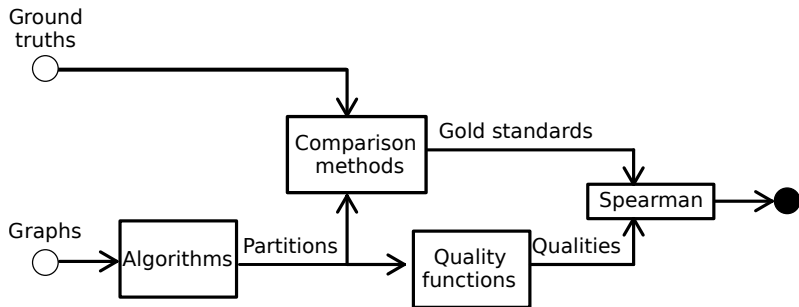 Ground
truths
Comparison
methods
Gold standards
Spearman
Graphs
Algorithms
Partitions
Quality
functions
Qualities